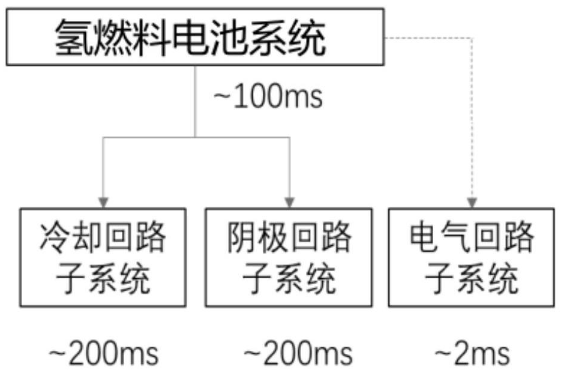 氢燃料电池系统
~100ms
冷却回路
子系统
阴极回路
子系统
电气回路
子系统
~200ms
~200ms
~2ms